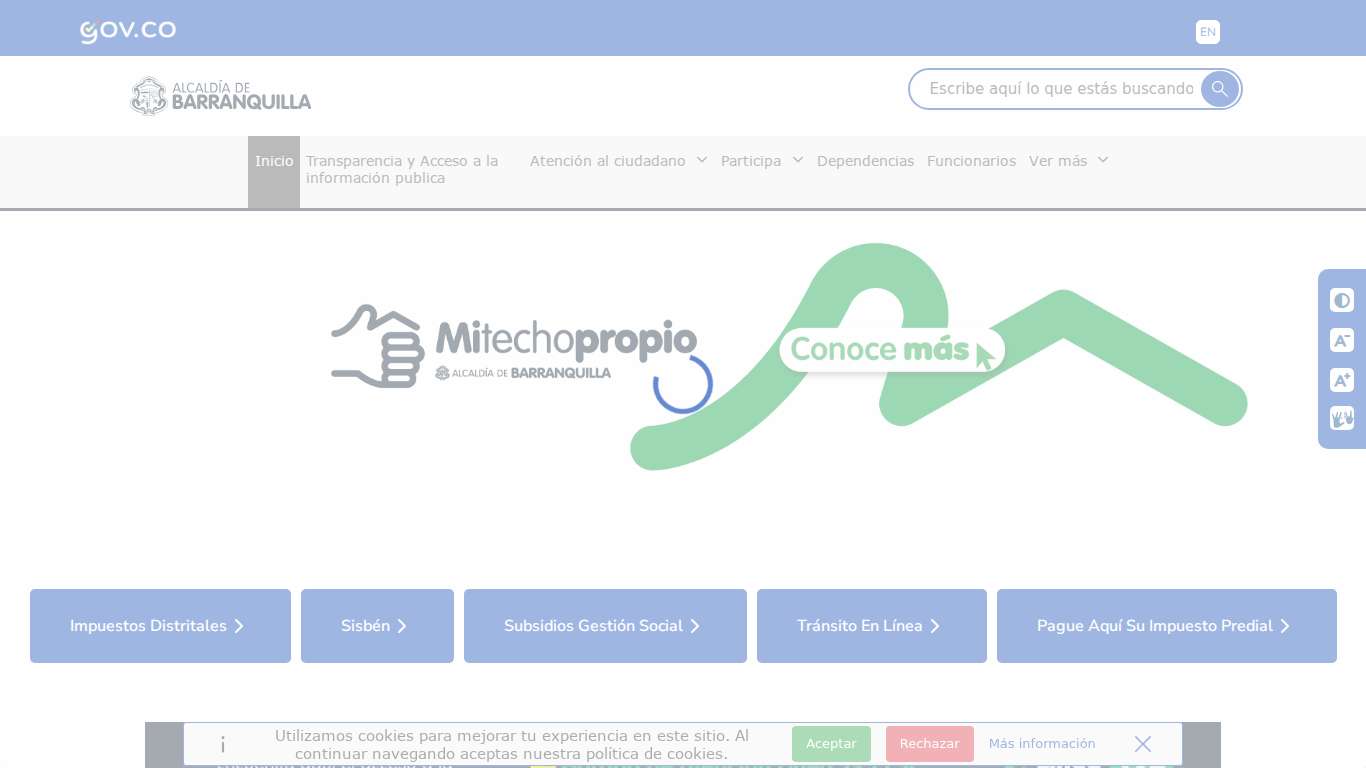 GOV.CO
EN
ALCALDÍA DE
BARRANQUILLA
Escribe aquí lo que estás buscando
Inicio
Transparencia y Acceso a la
información publica
Atención al ciudadano
Participa
Dependencias
Funcionarios
Ver más
Mitechopropio
ALCALDÍA DE BARRANQUILLA
Conoce más
A-
A+
Impuestos Distritales
Sisbén
Subsidios Gestión Social
Tránsito En Línea
Pague Aquí Su Impuesto Predial
Utilizamos cookies para mejorar tu experiencia en este sitio. Al
continuar navegando aceptas nuestra política de cookies.
Aceptar
Rechazar
Más información